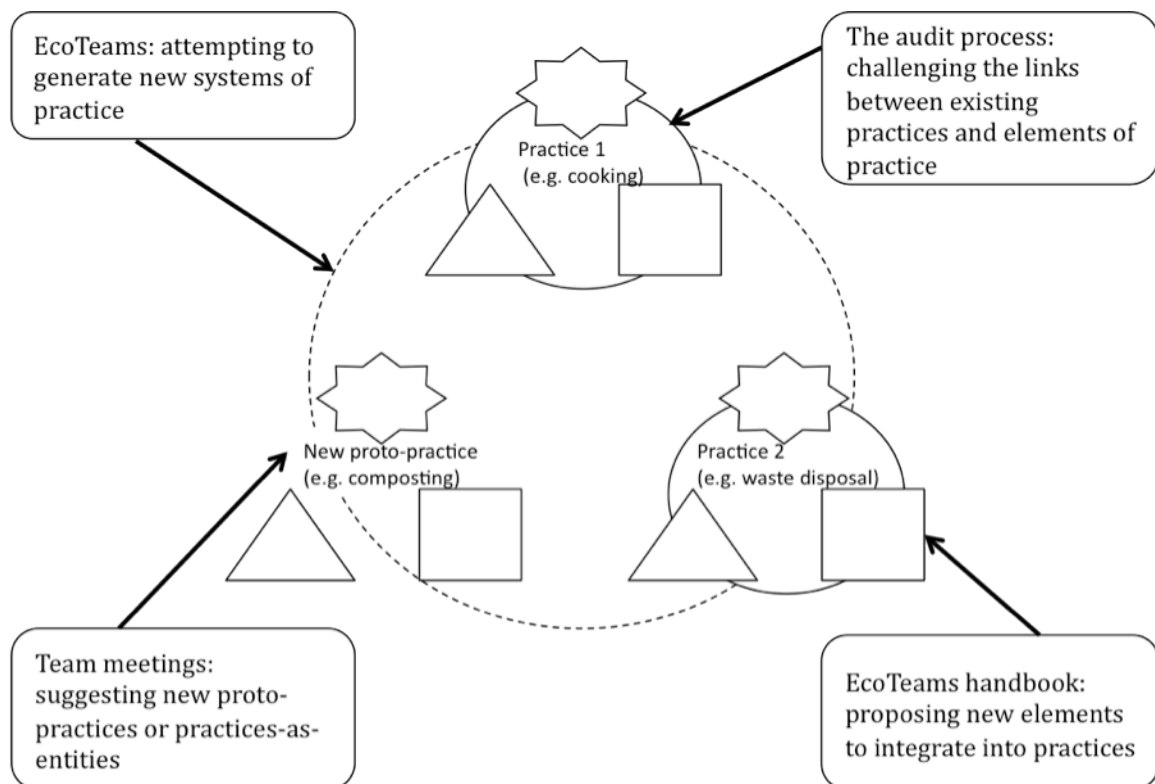 EcoTeams: attempting to
generate new systems of
practice
The audit process:
challenging the links
between existing
practices and elements of
practice
Practice 1
(e.g. cooking)
New proto-practice
(e.g. composting)
Practice 2
(e.g. waste disposal)
Team meetings:
suggesting new proto-
practices or practices-as-
entities
EcoTeams handbook:
proposing new elements
to integrate into practices